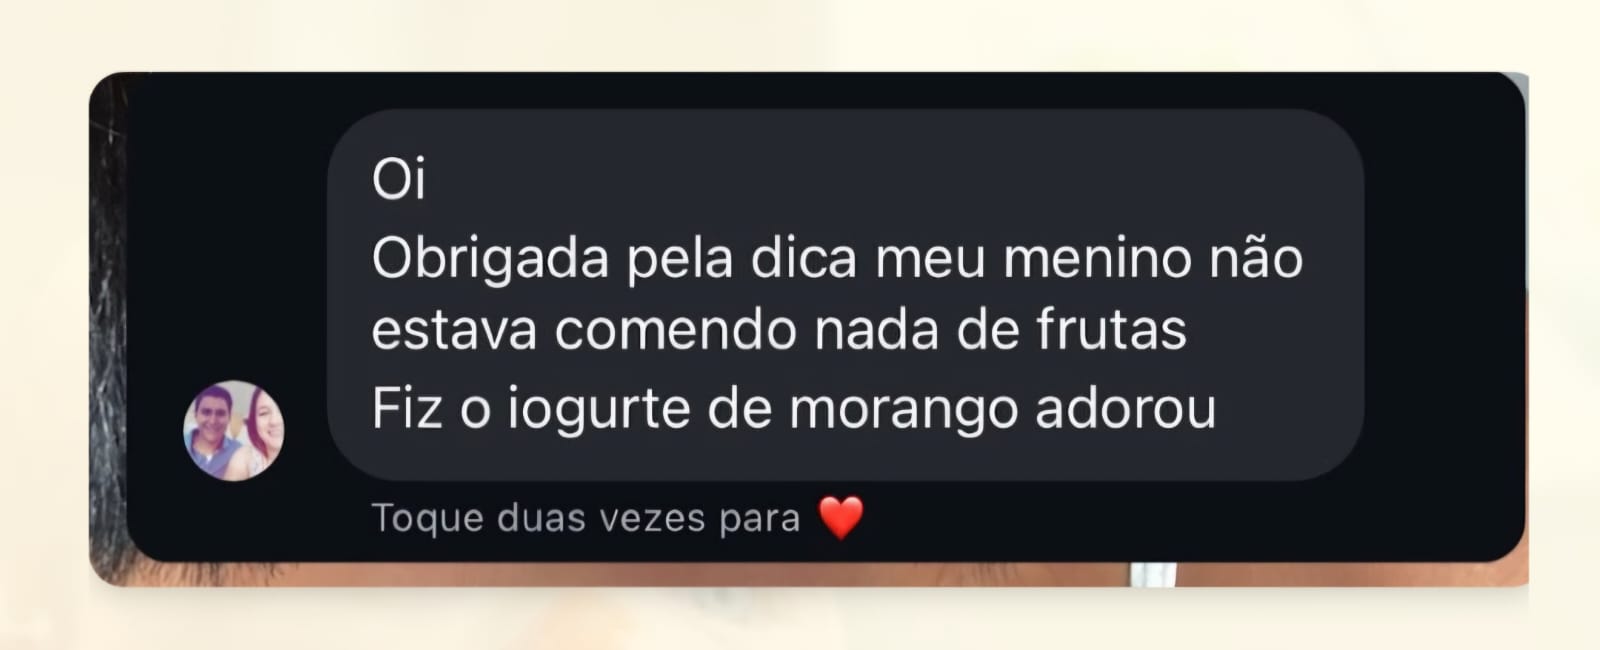 Oi
Obrigada pela dica meu menino não
estava comendo nada de frutas
Fiz o iogurte de morango adorou
Toque duas vezes para ❤️